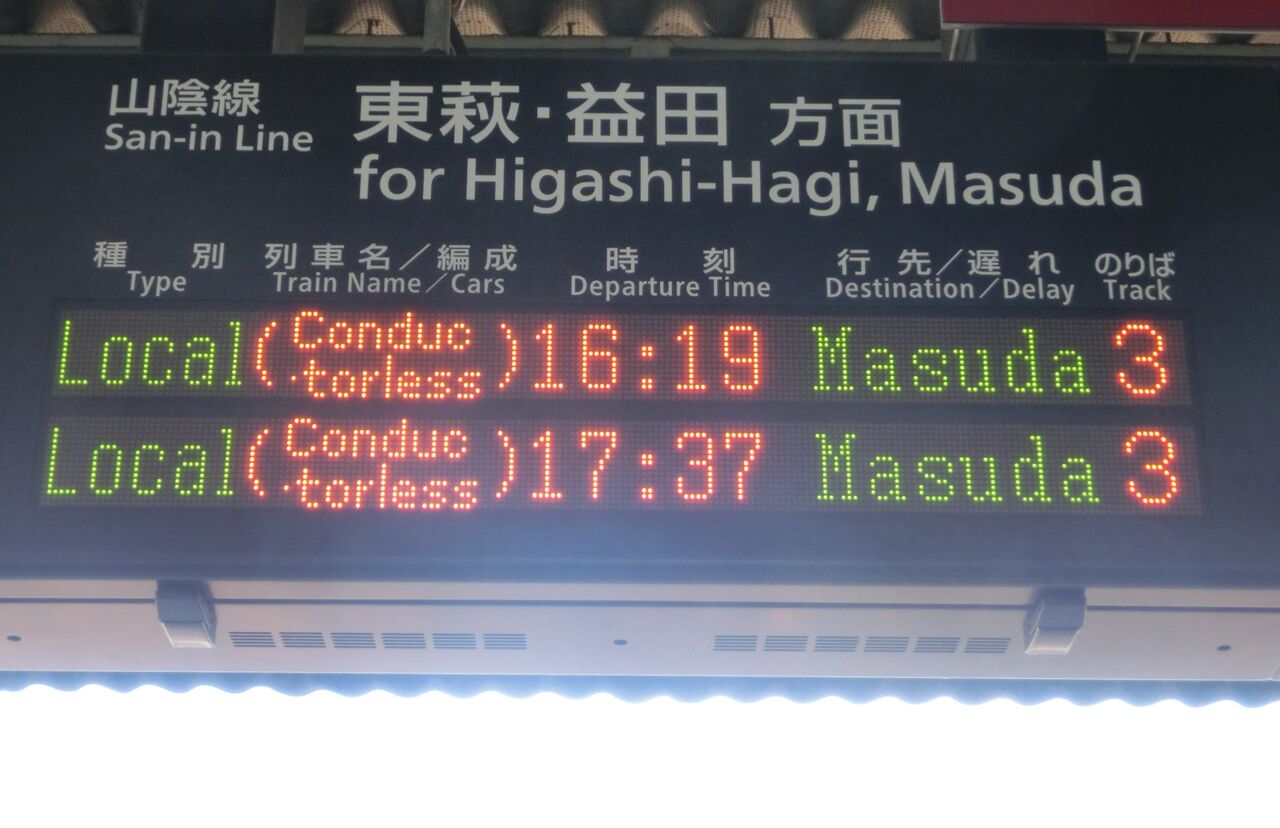 山陰線 東萩・益田 方面
San-in Line for Higashi-Hagi, Masuda
種別 列車名／編成 時刻 行先／遅れ のりば
Type Train Name／Cars Departure Time Destination／Delay Track
Local (Conduc-torless) 16:19 Masuda 3
Local (Conduc-torless) 17:37 Masuda 3